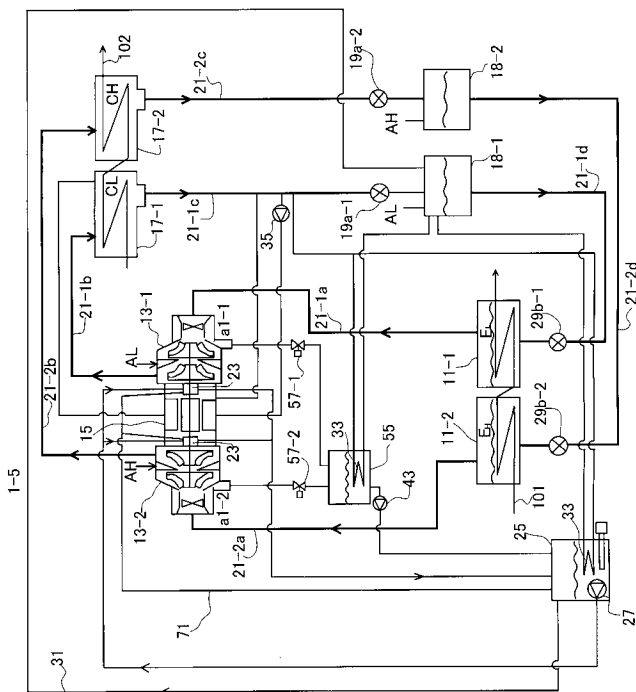 1-5
31
71
21-2b
21-1b
102
CH
CL
17-2
17-1
21-2c
21-1c
19a-2
19a-1
AH
18-2
AL
18-1
35
21-1d
21-2d
13-1
AL
15
23
23
AH
13-2
a1-1
a1-2
21-1a
21-2a
57-1
57-2
33
55
43
EL
11-1
EH
11-2
101
29b-1
29b-2
25
33
27